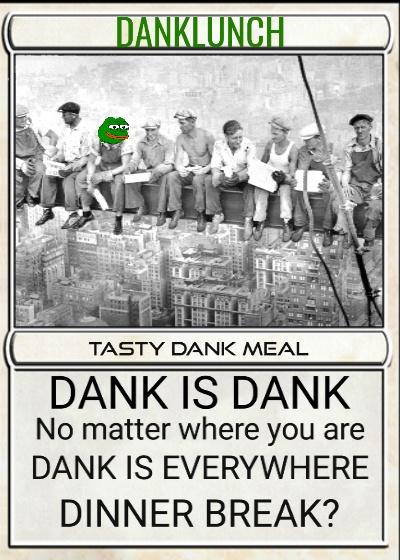 DANKLUNCH
TASTY DANK MEAL
DANK IS DANK
No matter where you are
DANK IS EVERYWHERE
DINNER BREAK?